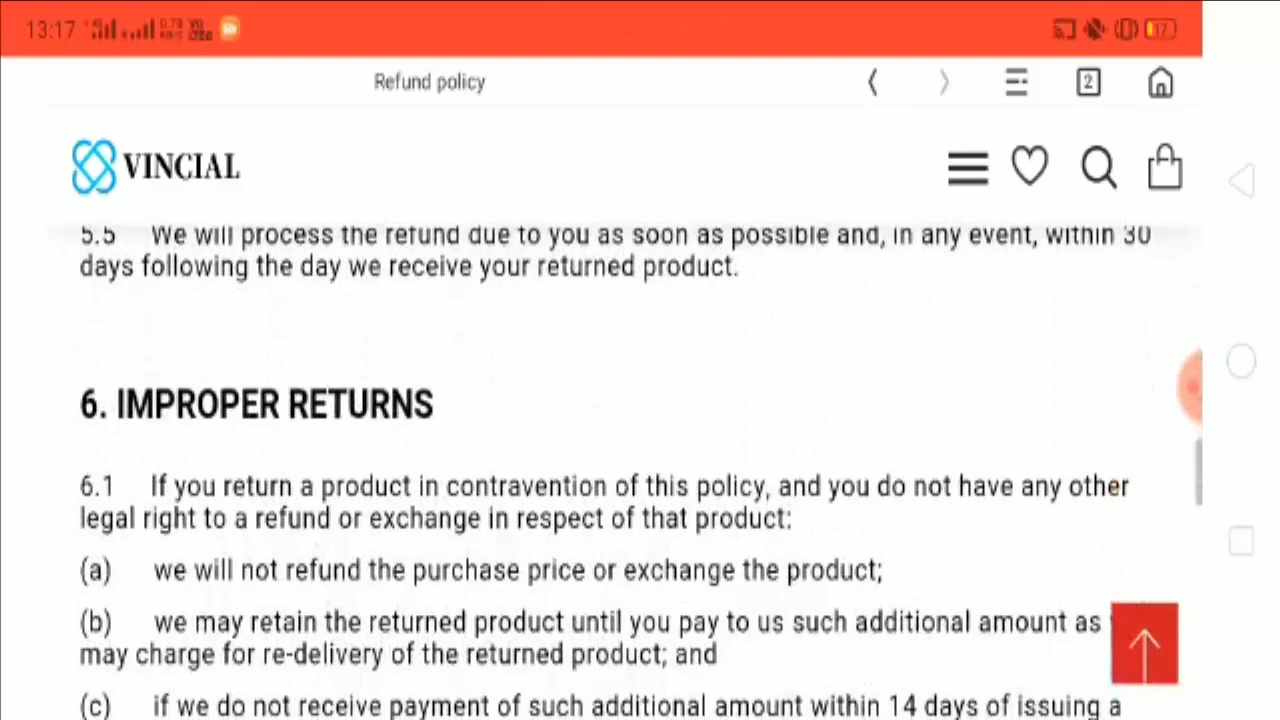 13:17
17
Refund policy
2
VINCIAL
5.5 We will process the refund due to you as soon as possible and, in any event, within 30
days following the day we receive your returned product.
6. IMPROPER RETURNS
6.1 If you return a product in contravention of this policy, and you do not have any other
legal right to a refund or exchange in respect of that product:
(a) we will not refund the purchase price or exchange the product;
(b) we may retain the returned product until you pay to us such additional amount as
may charge for re-delivery of the returned product; and
(c) if we do not receive payment of such additional amount within 14 days of issuing a